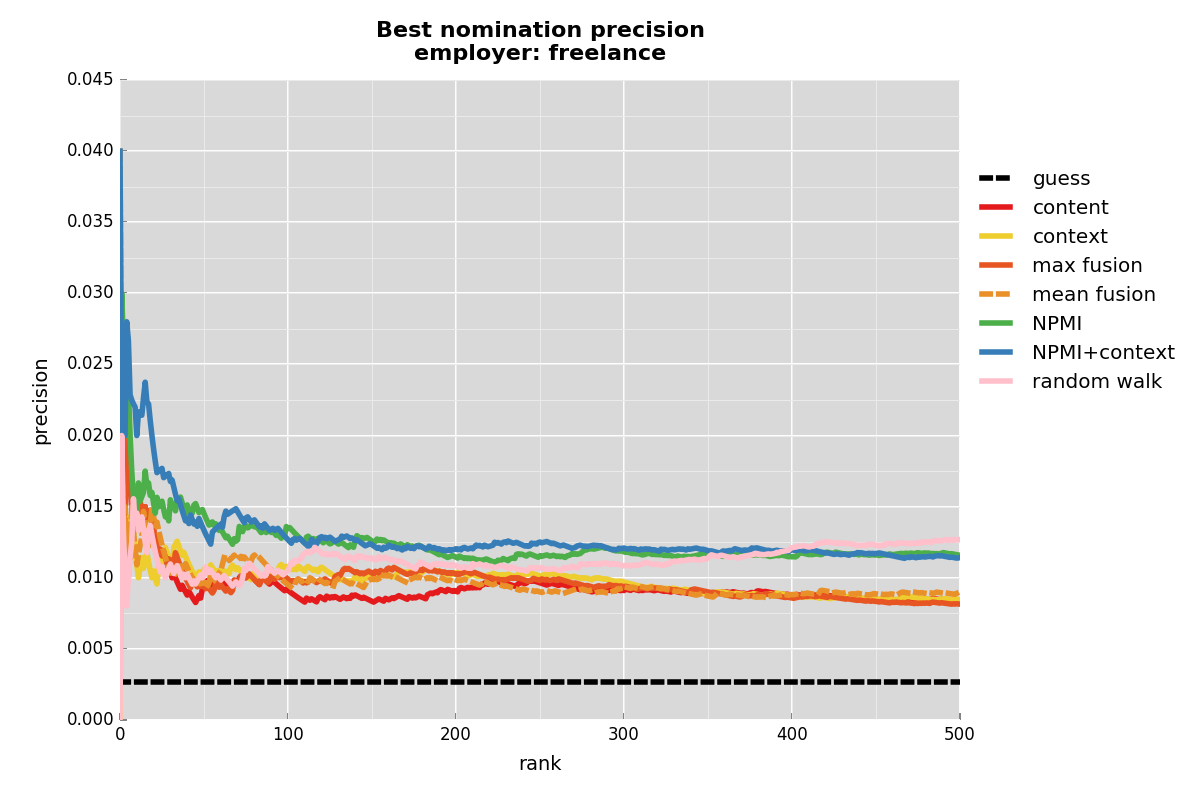 Best nomination precision
employer: freelance
precision
0.045
0.040
0.035
0.030
0.025
0.020
0.015
0.010
0.005
0.000
0
100
200
300
400
500
rank
guess
content
context
max fusion
mean fusion
NPMI
NPMI+context
random walk